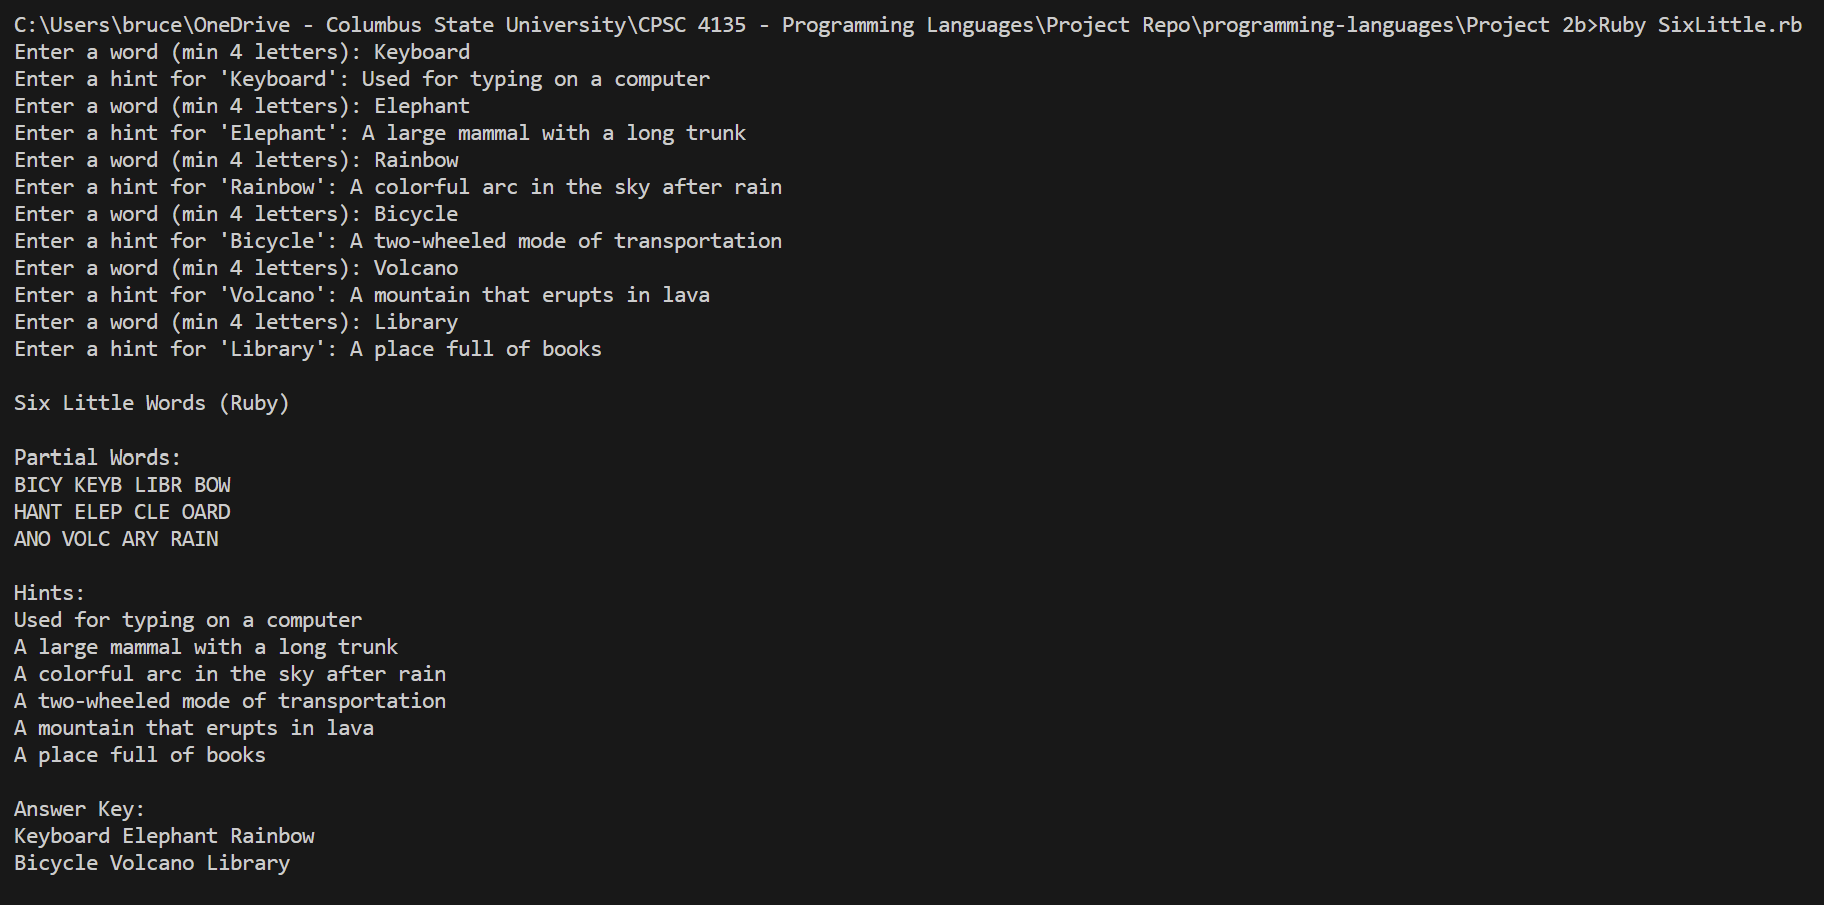 C:\Users\bruce\OneDrive - Columbus State University\CPSC 4135 - Programming Languages\Project Repo\programming-languages\Project 2b>Ruby SixLittle.rb
Enter a word (min 4 letters): Keyboard
Enter a hint for 'Keyboard': Used for typing on a computer
Enter a word (min 4 letters): Elephant
Enter a hint for 'Elephant': A large mammal with a long trunk
Enter a word (min 4 letters): Rainbow
Enter a hint for 'Rainbow': A colorful arc in the sky after rain
Enter a word (min 4 letters): Bicycle
Enter a hint for 'Bicycle': A two-wheeled mode of transportation
Enter a word (min 4 letters): Volcano
Enter a hint for 'Volcano': A mountain that erupts in lava
Enter a word (min 4 letters): Library
Enter a hint for 'Library': A place full of books

Six Little Words (Ruby)

Partial Words:
BICY KEYB LIBR BOW
HANT ELEP CLE OARD
ANO VOLC ARY RAIN

Hints:
Used for typing on a computer
A large mammal with a long trunk
A colorful arc in the sky after rain
A two-wheeled mode of transportation
A mountain that erupts in lava
A place full of books

Answer Key:
Keyboard Elephant Rainbow
Bicycle Volcano Library